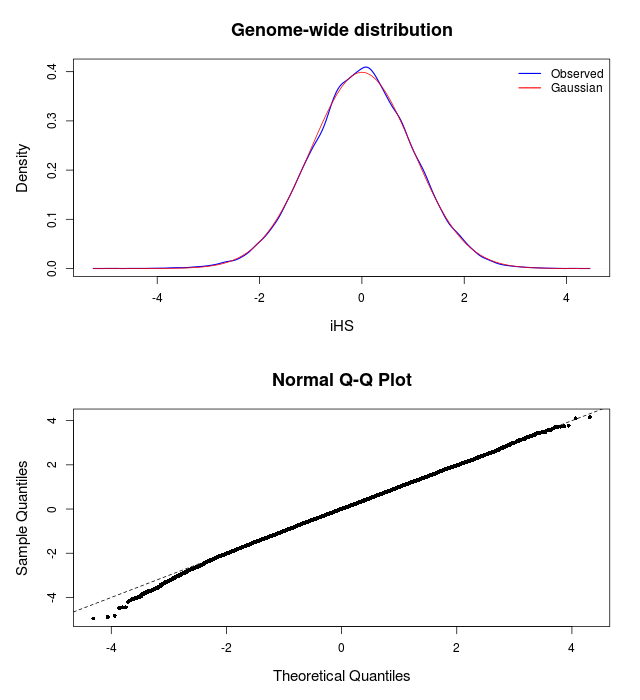 Genome-wide distribution
Observed
Gaussian
Density
0.0 0.1 0.2 0.3 0.4
-4 -2 0 2 4
iHS
Normal Q-Q Plot
Sample Quantiles
-4 -2 0 2 4
-4 -2 0 2 4
Theoretical Quantiles